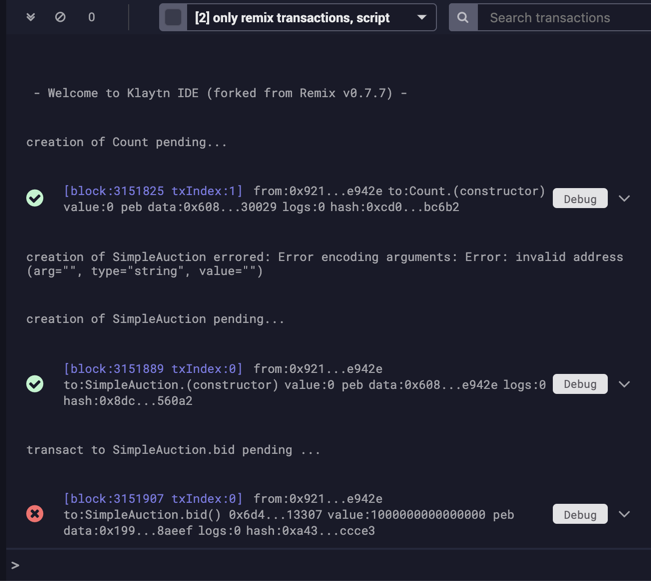 0
[2] only remix transactions, script
Search transactions
- Welcome to Klaytn IDE (forked from Remix v0.7.7) -
creation of Count pending...
[block:3151825 txIndex:1] from:0x921...e942e to:Count.(constructor)
value:0 peb data:0x608...30029 logs:0 hash:0xcd0...bc6b2
Debug
creation of SimpleAuction errored: Error encoding arguments: Error: invalid address
(arg="", type="string", value="")
creation of SimpleAuction pending...
[block:3151889 txIndex:0] from:0x921...e942e
to:SimpleAuction.(constructor) value:0 peb data:0x608...e942e logs:0
hash:0x8dc...560a2
Debug
transact to SimpleAuction.bid pending ...
[block:3151907 txIndex:0] from:0x921...e942e
to:SimpleAuction.bid() 0x6d4...13307 value:1000000000000000 peb
data:0x199...8aeef logs:0 hash:0xa43...ccce3
Debug
>